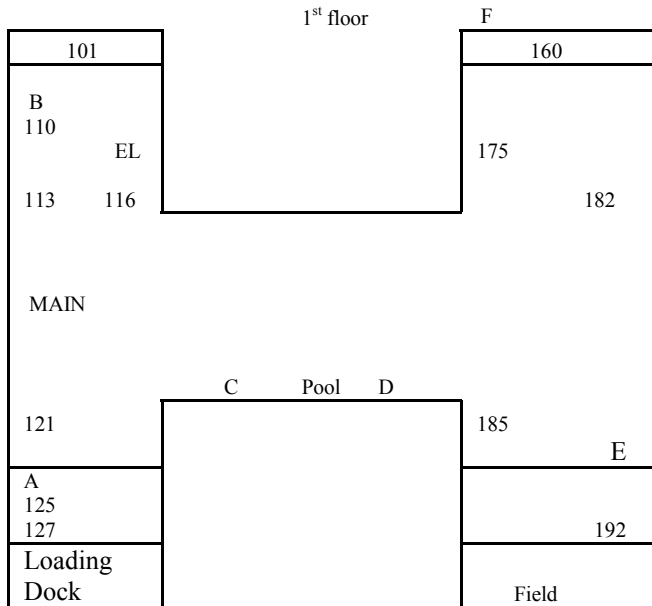 1st floor F
101 160
B
110
EL 175
113 116 182
MAIN
C Pool D
121 185
E
A
125
127 192
Loading
Dock Field